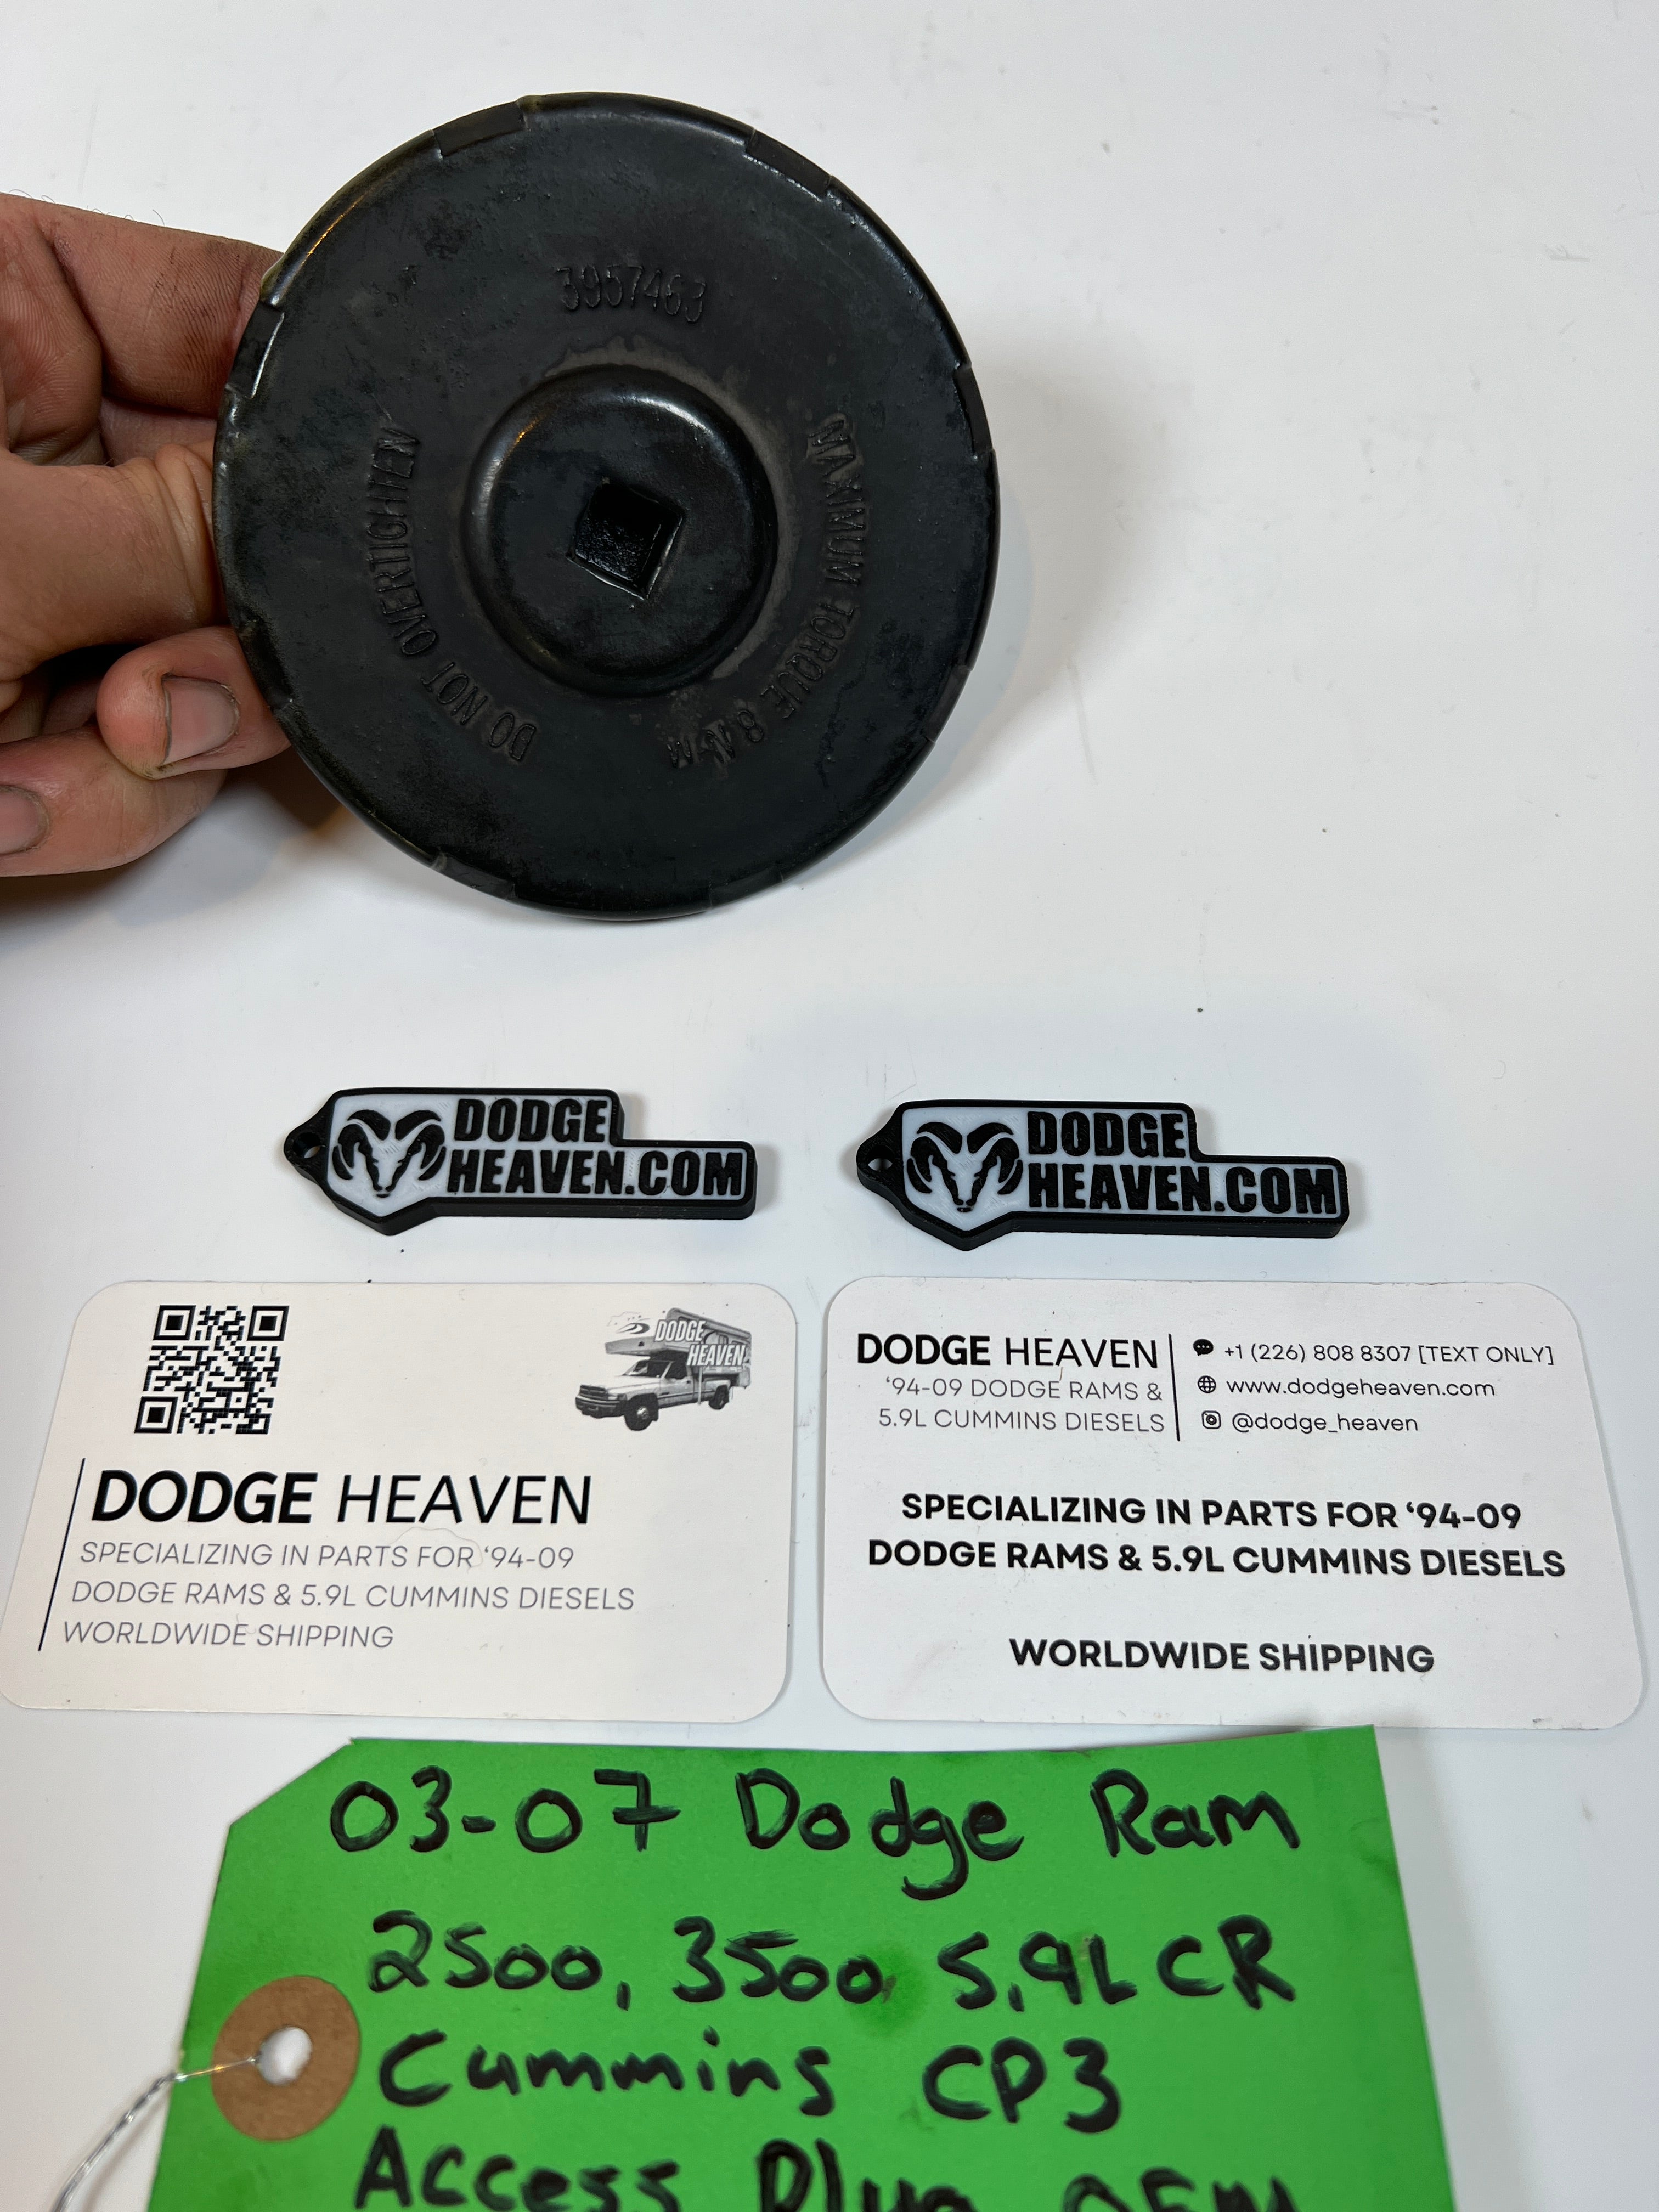 3957463
DO NOT OVERTIGHTEN
MAXIMUM TORQUE 8 N·M
DODGE
HEAVEN.COM
DODGE
HEAVEN.COM
DODGE
HEAVEN
DODGE HEAVEN
SPECIALIZING IN PARTS FOR ‘94-09
DODGE RAMS & 5.9L CUMMINS DIESELS
WORLDWIDE SHIPPING
DODGE HEAVEN
‘94-09 DODGE RAMS &
5.9L CUMMINS DIESELS
+1 (226) 808 8307 [TEXT ONLY]
www.dodgeheaven.com
@dodge_heaven
SPECIALIZING IN PARTS FOR ‘94-09
DODGE RAMS & 5.9L CUMMINS DIESELS
WORLDWIDE SHIPPING
03-07 Dodge Ram
2500, 3500 5.9L CR
Cummins CP3
Access Plug OEM